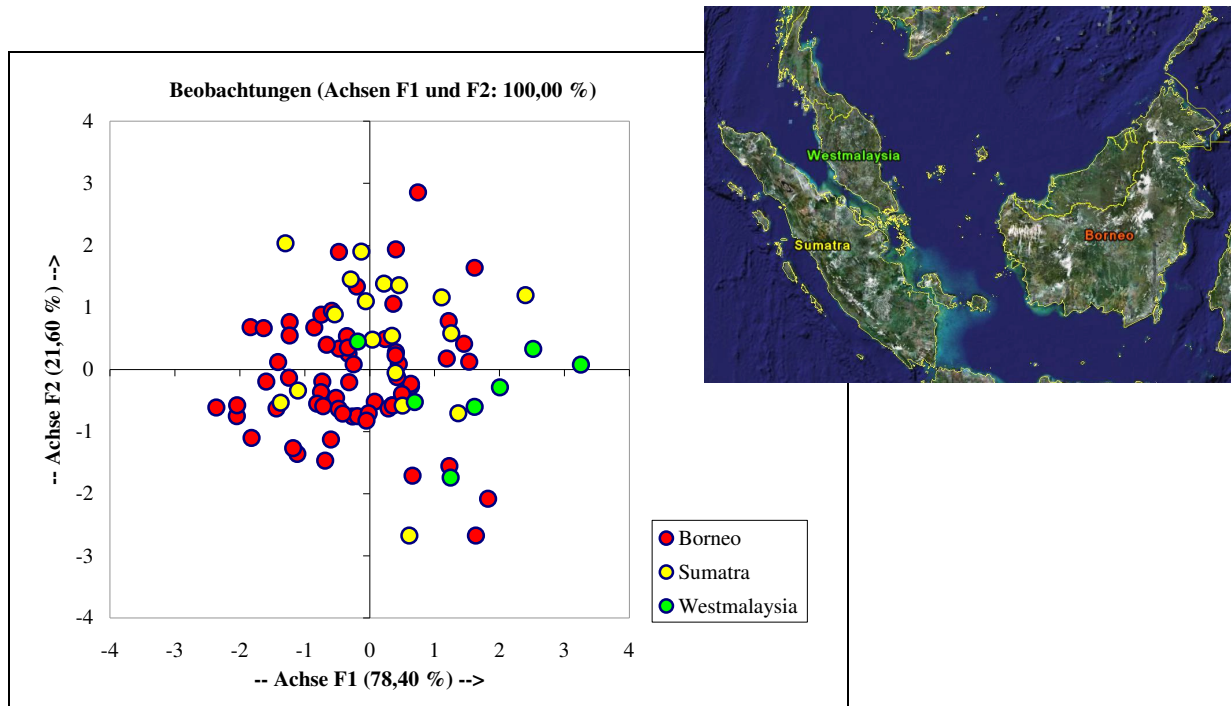 Beobachtungen (Achsen F1 und F2: 100,00 %)
4
3
2
1
0
-1
-2
-3
-4
-- Achse F2 (21,60 %) -->
-4 -3 -2 -1 0 1 2 3 4
-- Achse F1 (78,40 %) -->
Borneo
Sumatra
Westmalaysia
Westmalaysia
Sumatra
Borneo